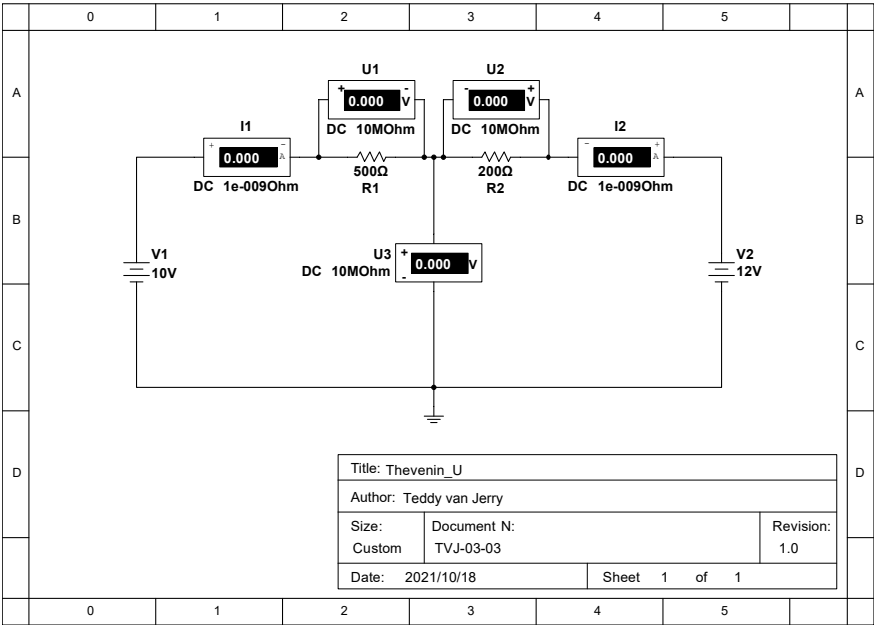 0 1 2 3 4 5
A A
U1 U2
+ - - +
0.000 V 0.000 V
DC 10MOhm DC 10MOhm
I1 I2
+ - - +
0.000 A 0.000 A
DC 1e-009Ohm DC 1e-009Ohm
500Ω 200Ω
R1 R2
B B
V1 V2
10V 12V
U3
+
0.000 V
-
DC 10MOhm
C C
D D
Title: Thevenin_U
Author: Teddy van Jerry
Size: Document N: Revision:
Custom TVJ-03-03 1.0
Date: 2021/10/18 Sheet 1 of 1
0 1 2 3 4 5